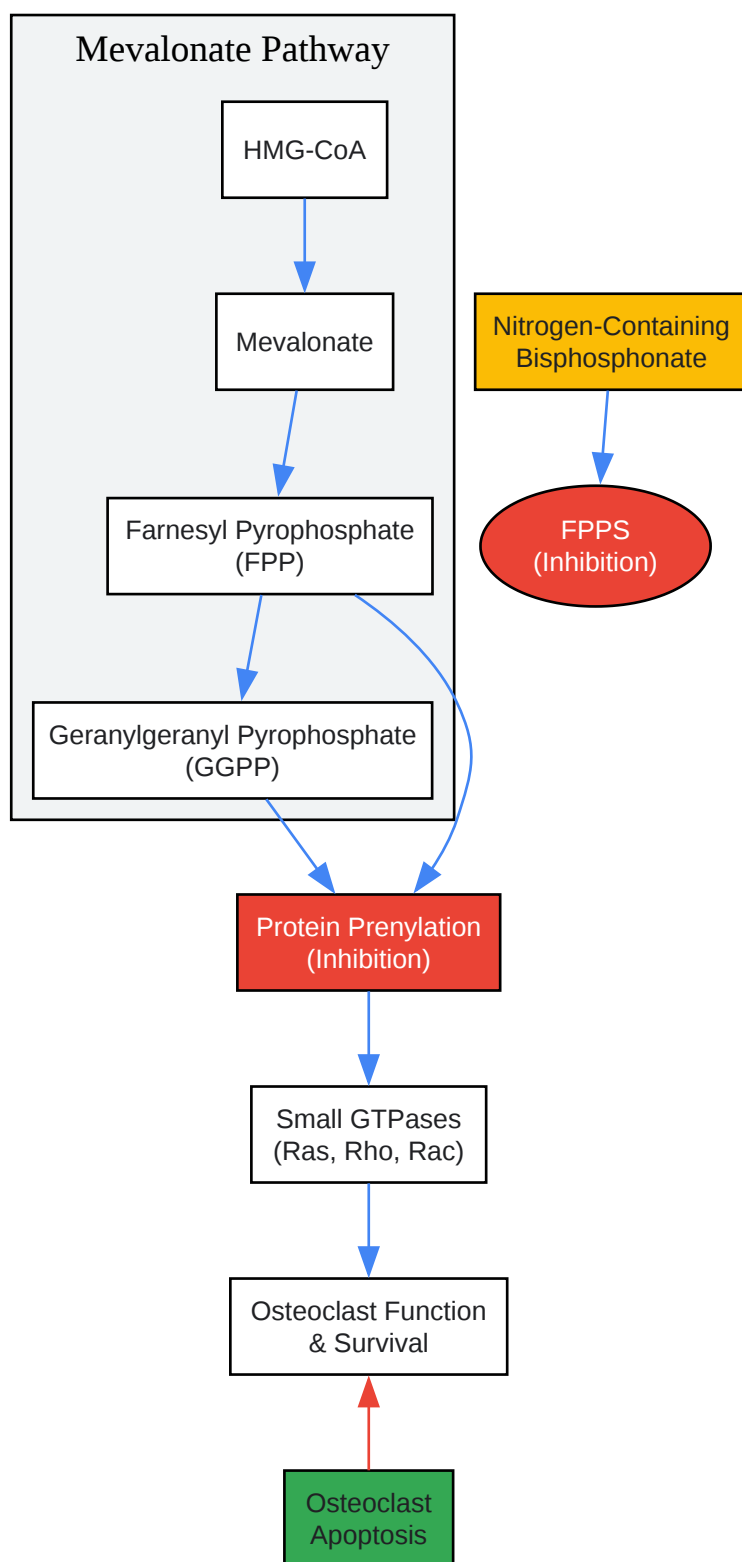 Mevalonate Pathway
HMG-CoA
Mevalonate
Nitrogen-Containing
Bisphosphonate
Farnesyl Pyrophosphate
(FPP)
FPPS
(Inhibition)
Geranylgeranyl Pyrophosphate
(GGPP)
Protein Prenylation
(Inhibition)
Small GTPases
(Ras, Rho, Rac)
Osteoclast Function
& Survival
Osteoclast
Apoptosis